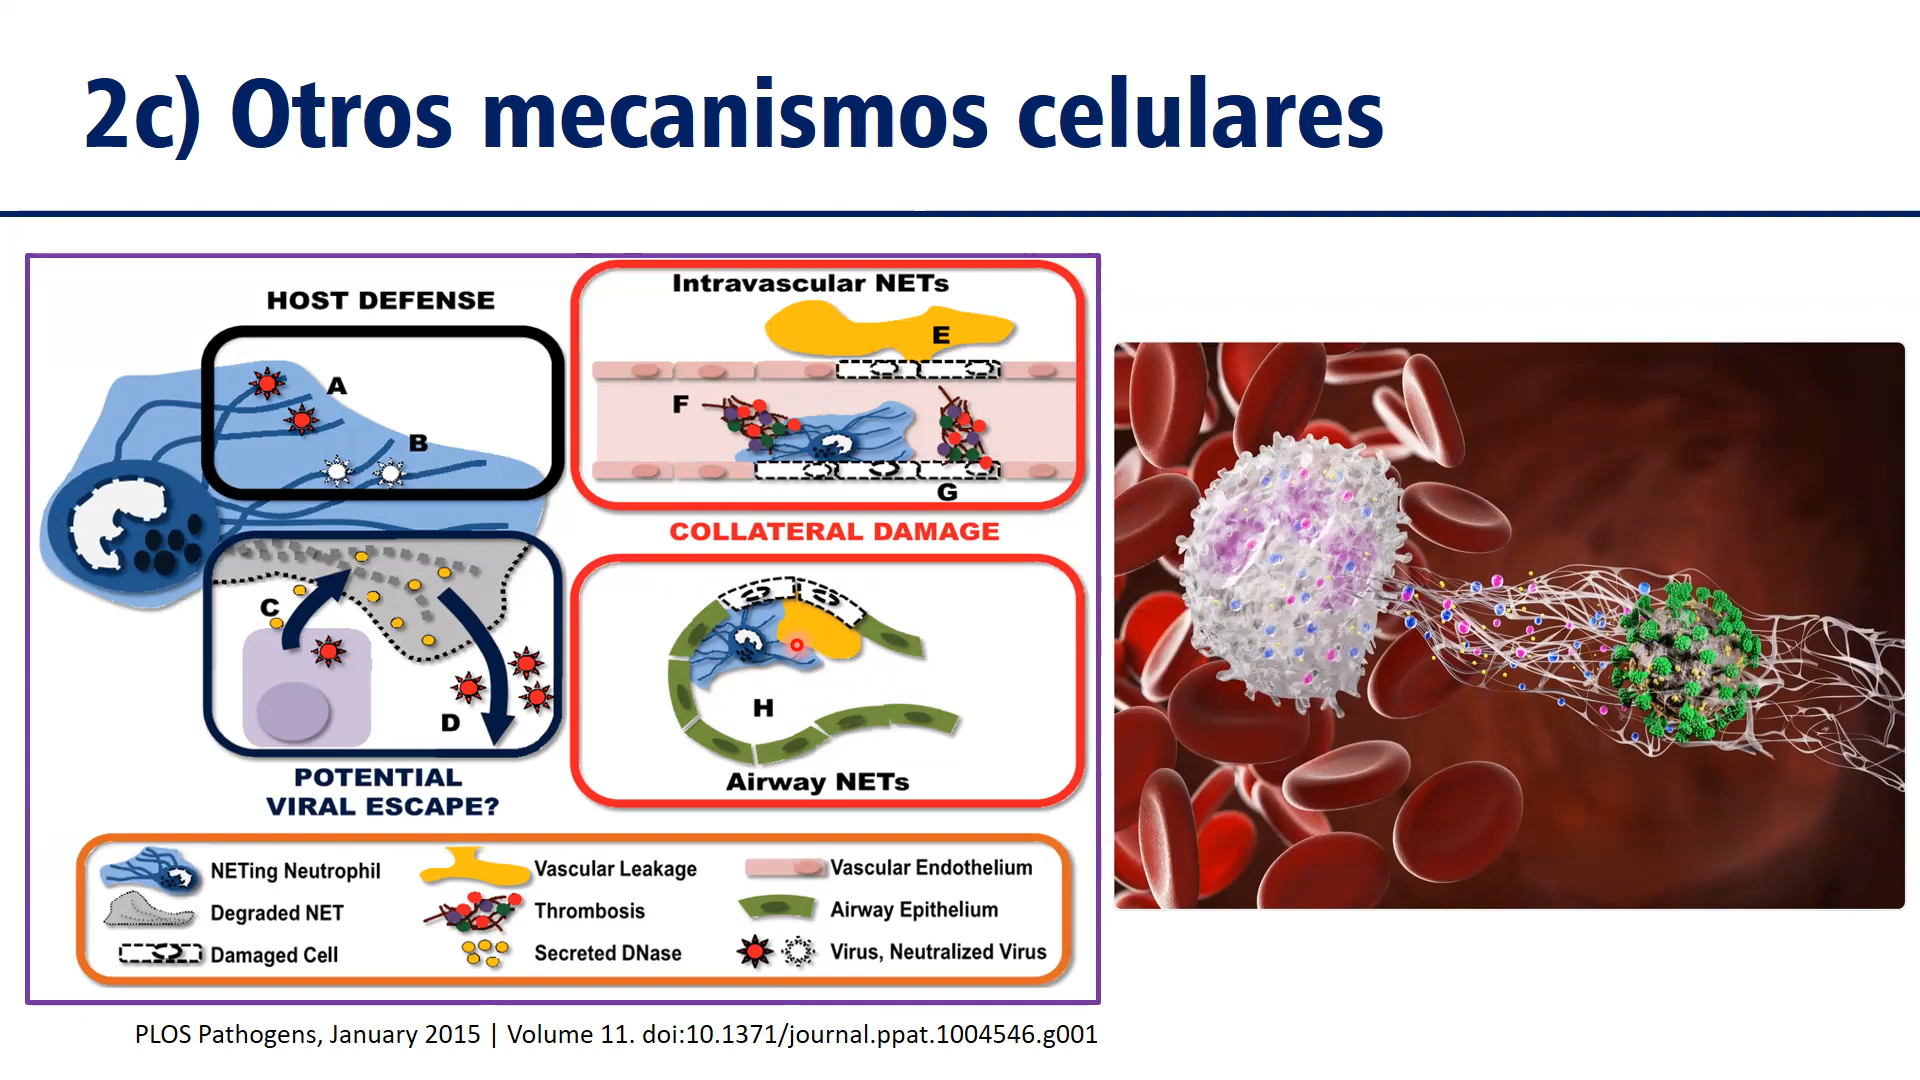 2c) Otros mecanismos celulares
HOST DEFENSE
A
B
C
D
POTENTIAL
VIRAL ESCAPE?
Intravascular NETs
E
F
G
COLLATERAL DAMAGE
H
Airway NETs
NETing Neutrophil
Vascular Leakage
Vascular Endothelium
Degraded NET
Thrombosis
Airway Epithelium
Damaged Cell
Secreted DNase
Virus, Neutralized Virus
PLOS Pathogens, January 2015 | Volume 11. doi:10.1371/journal.ppat.1004546.g001